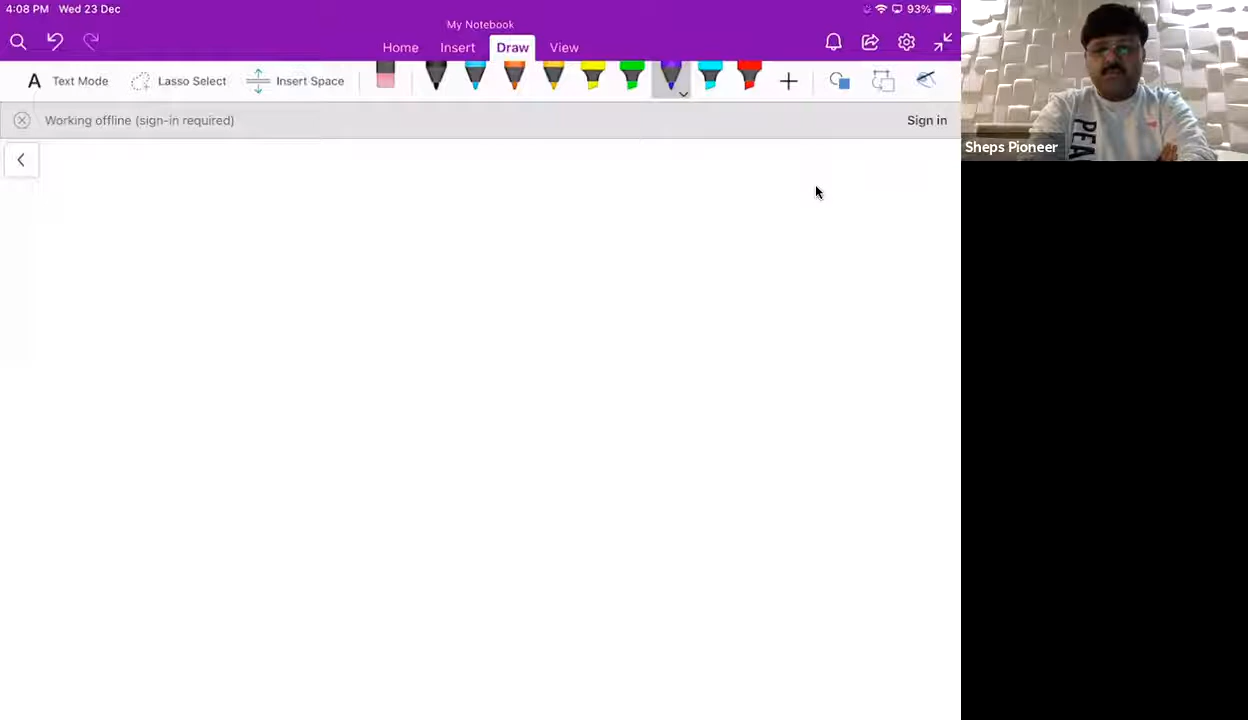 4:08 PM Wed 23 Dec
93%
My Notebook
Home Insert Draw View
A Text Mode Lasso Select Insert Space
Working offline (sign-in required) Sign in
Sheps Pioneer
PEA